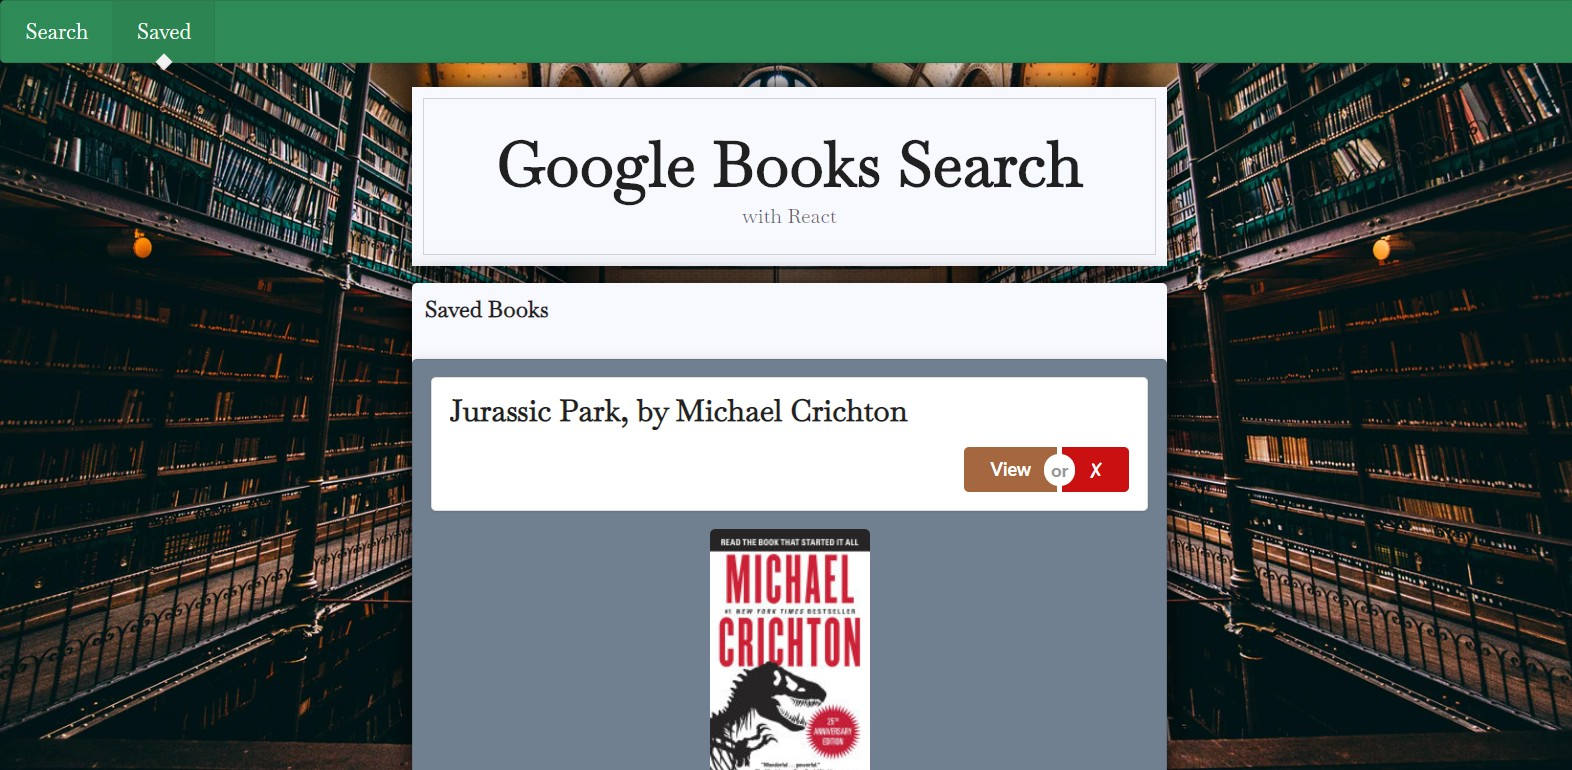 Search Saved
Google Books Search
with React
Saved Books
Jurassic Park, by Michael Crichton
View or ✗
READ THE BOOK THAT STARTED IT ALL
MICHAEL
#1 NEW YORK TIMES BESTSELLER
CRICHTON
25TH
ANNIVERSARY
EDITION
"Wonderful . . . powerful."